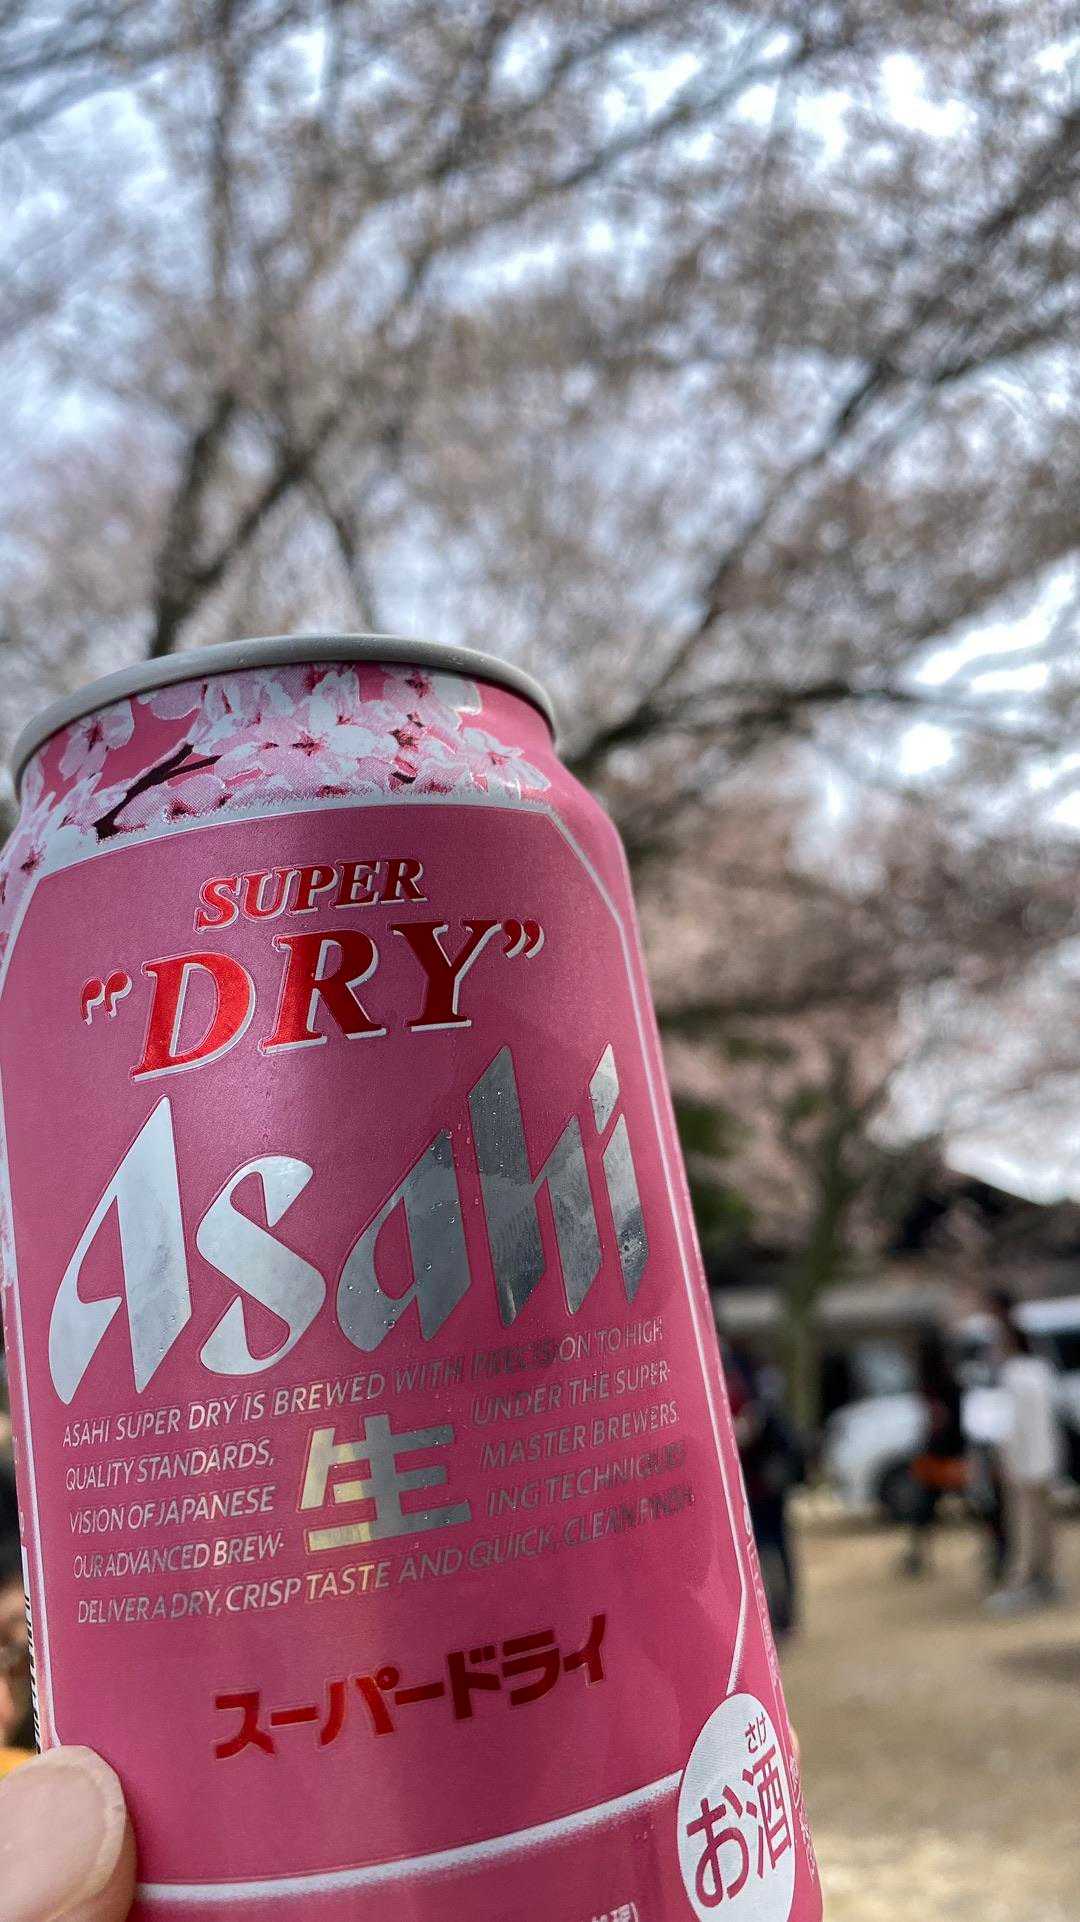 SUPER
"DRY"
Asahi
ASAHI SUPER DRY IS BREWED WITH PRECISION TO HIGH
QUALITY STANDARDS, UNDER THE SUPER-
VISION OF JAPANESE 生 MASTER BREWERS.
OUR ADVANCED BREW- ING TECHNIQUES
DELIVER A DRY, CRISP TASTE AND QUICK, CLEAN FINISH.
スーパードライ
さけ
お酒